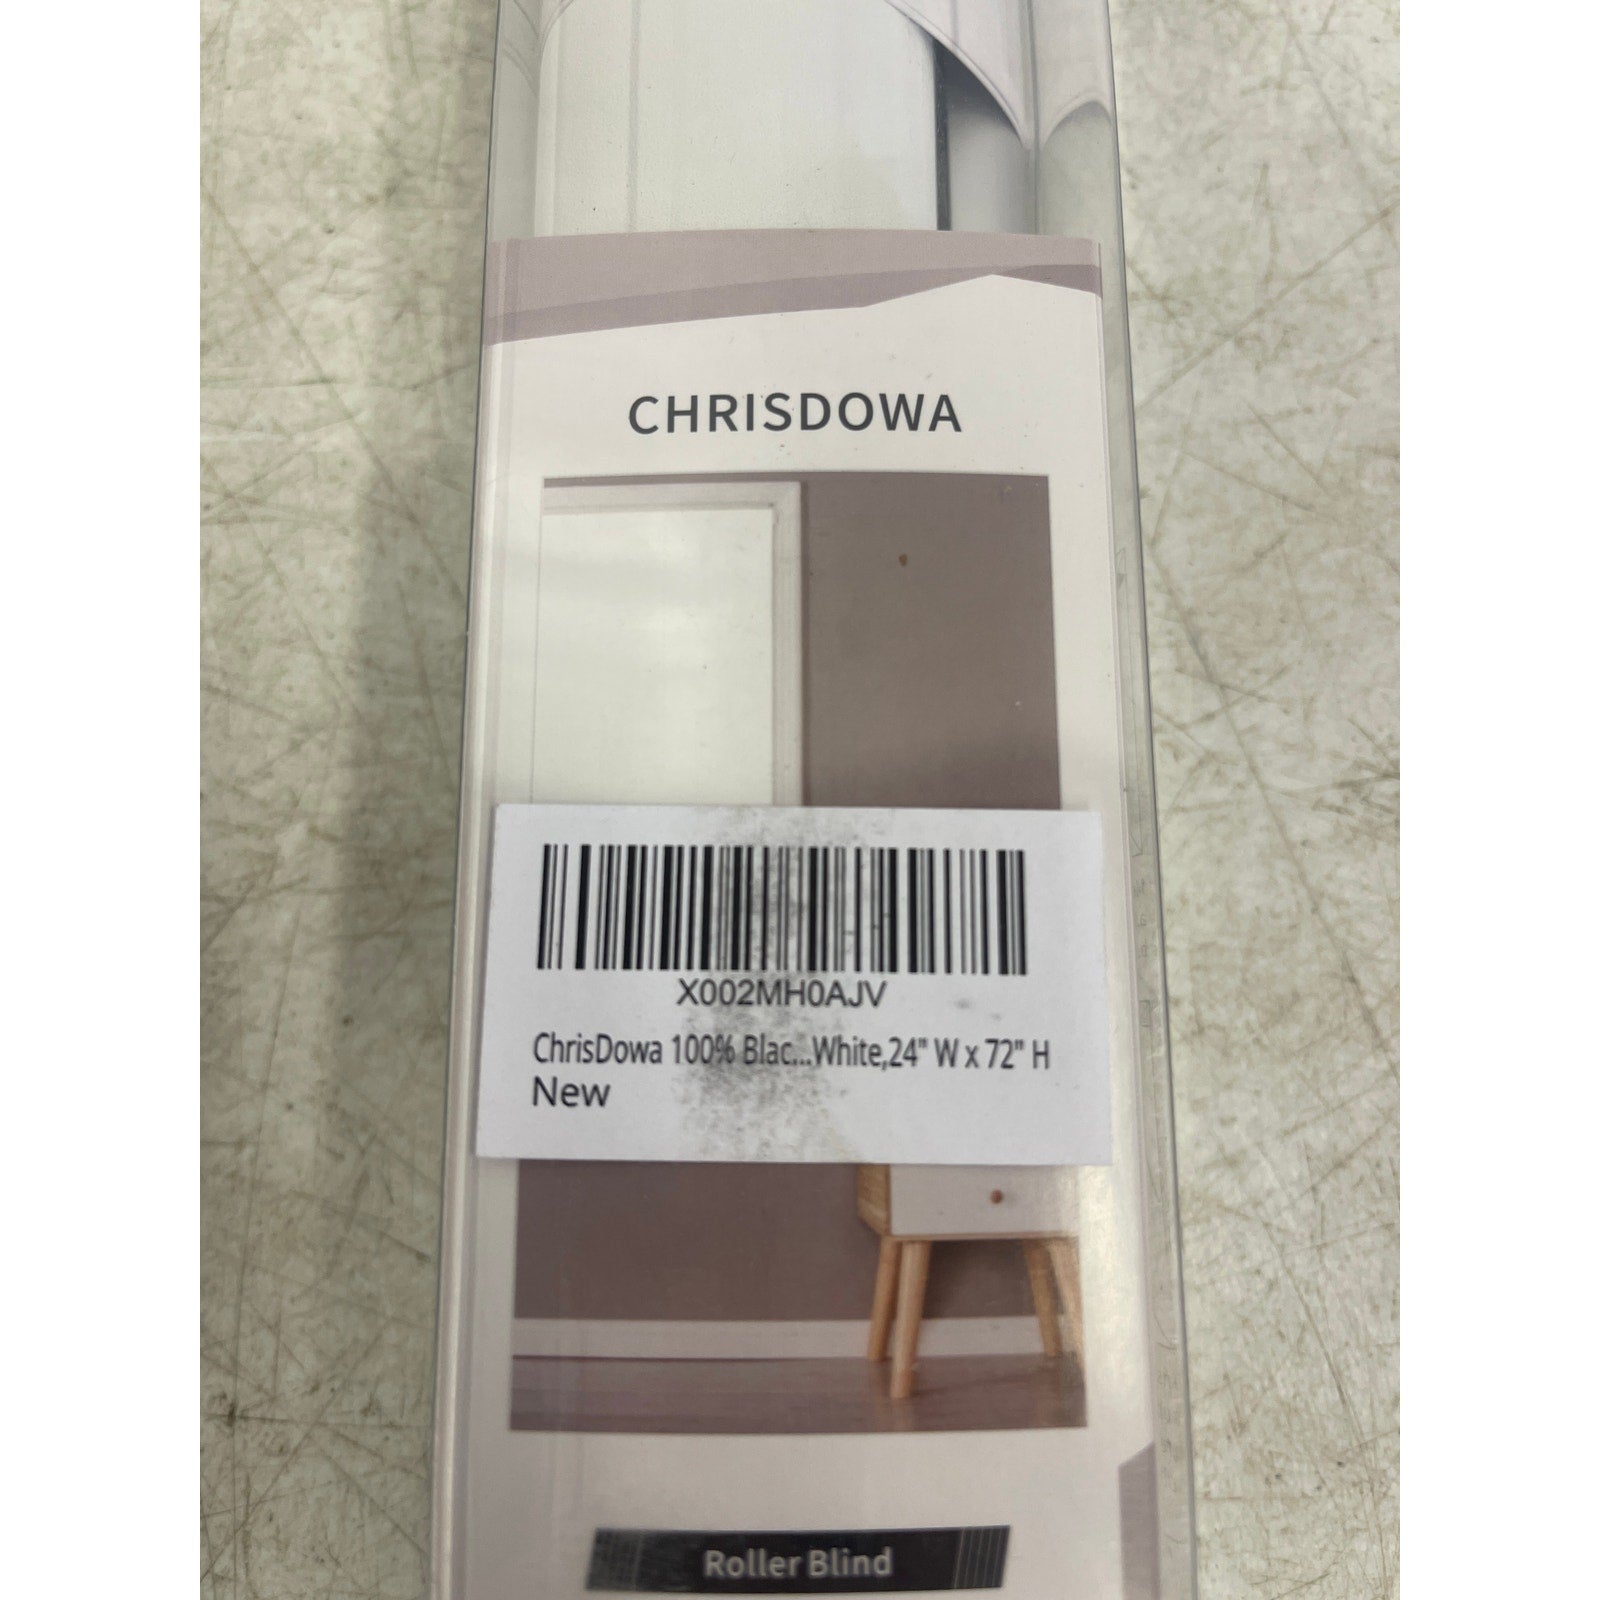 CHRISDOWA
X002MH0AJV
ChrisDowa 100% Blac...White,24" W x 72" H
New
Roller Blind